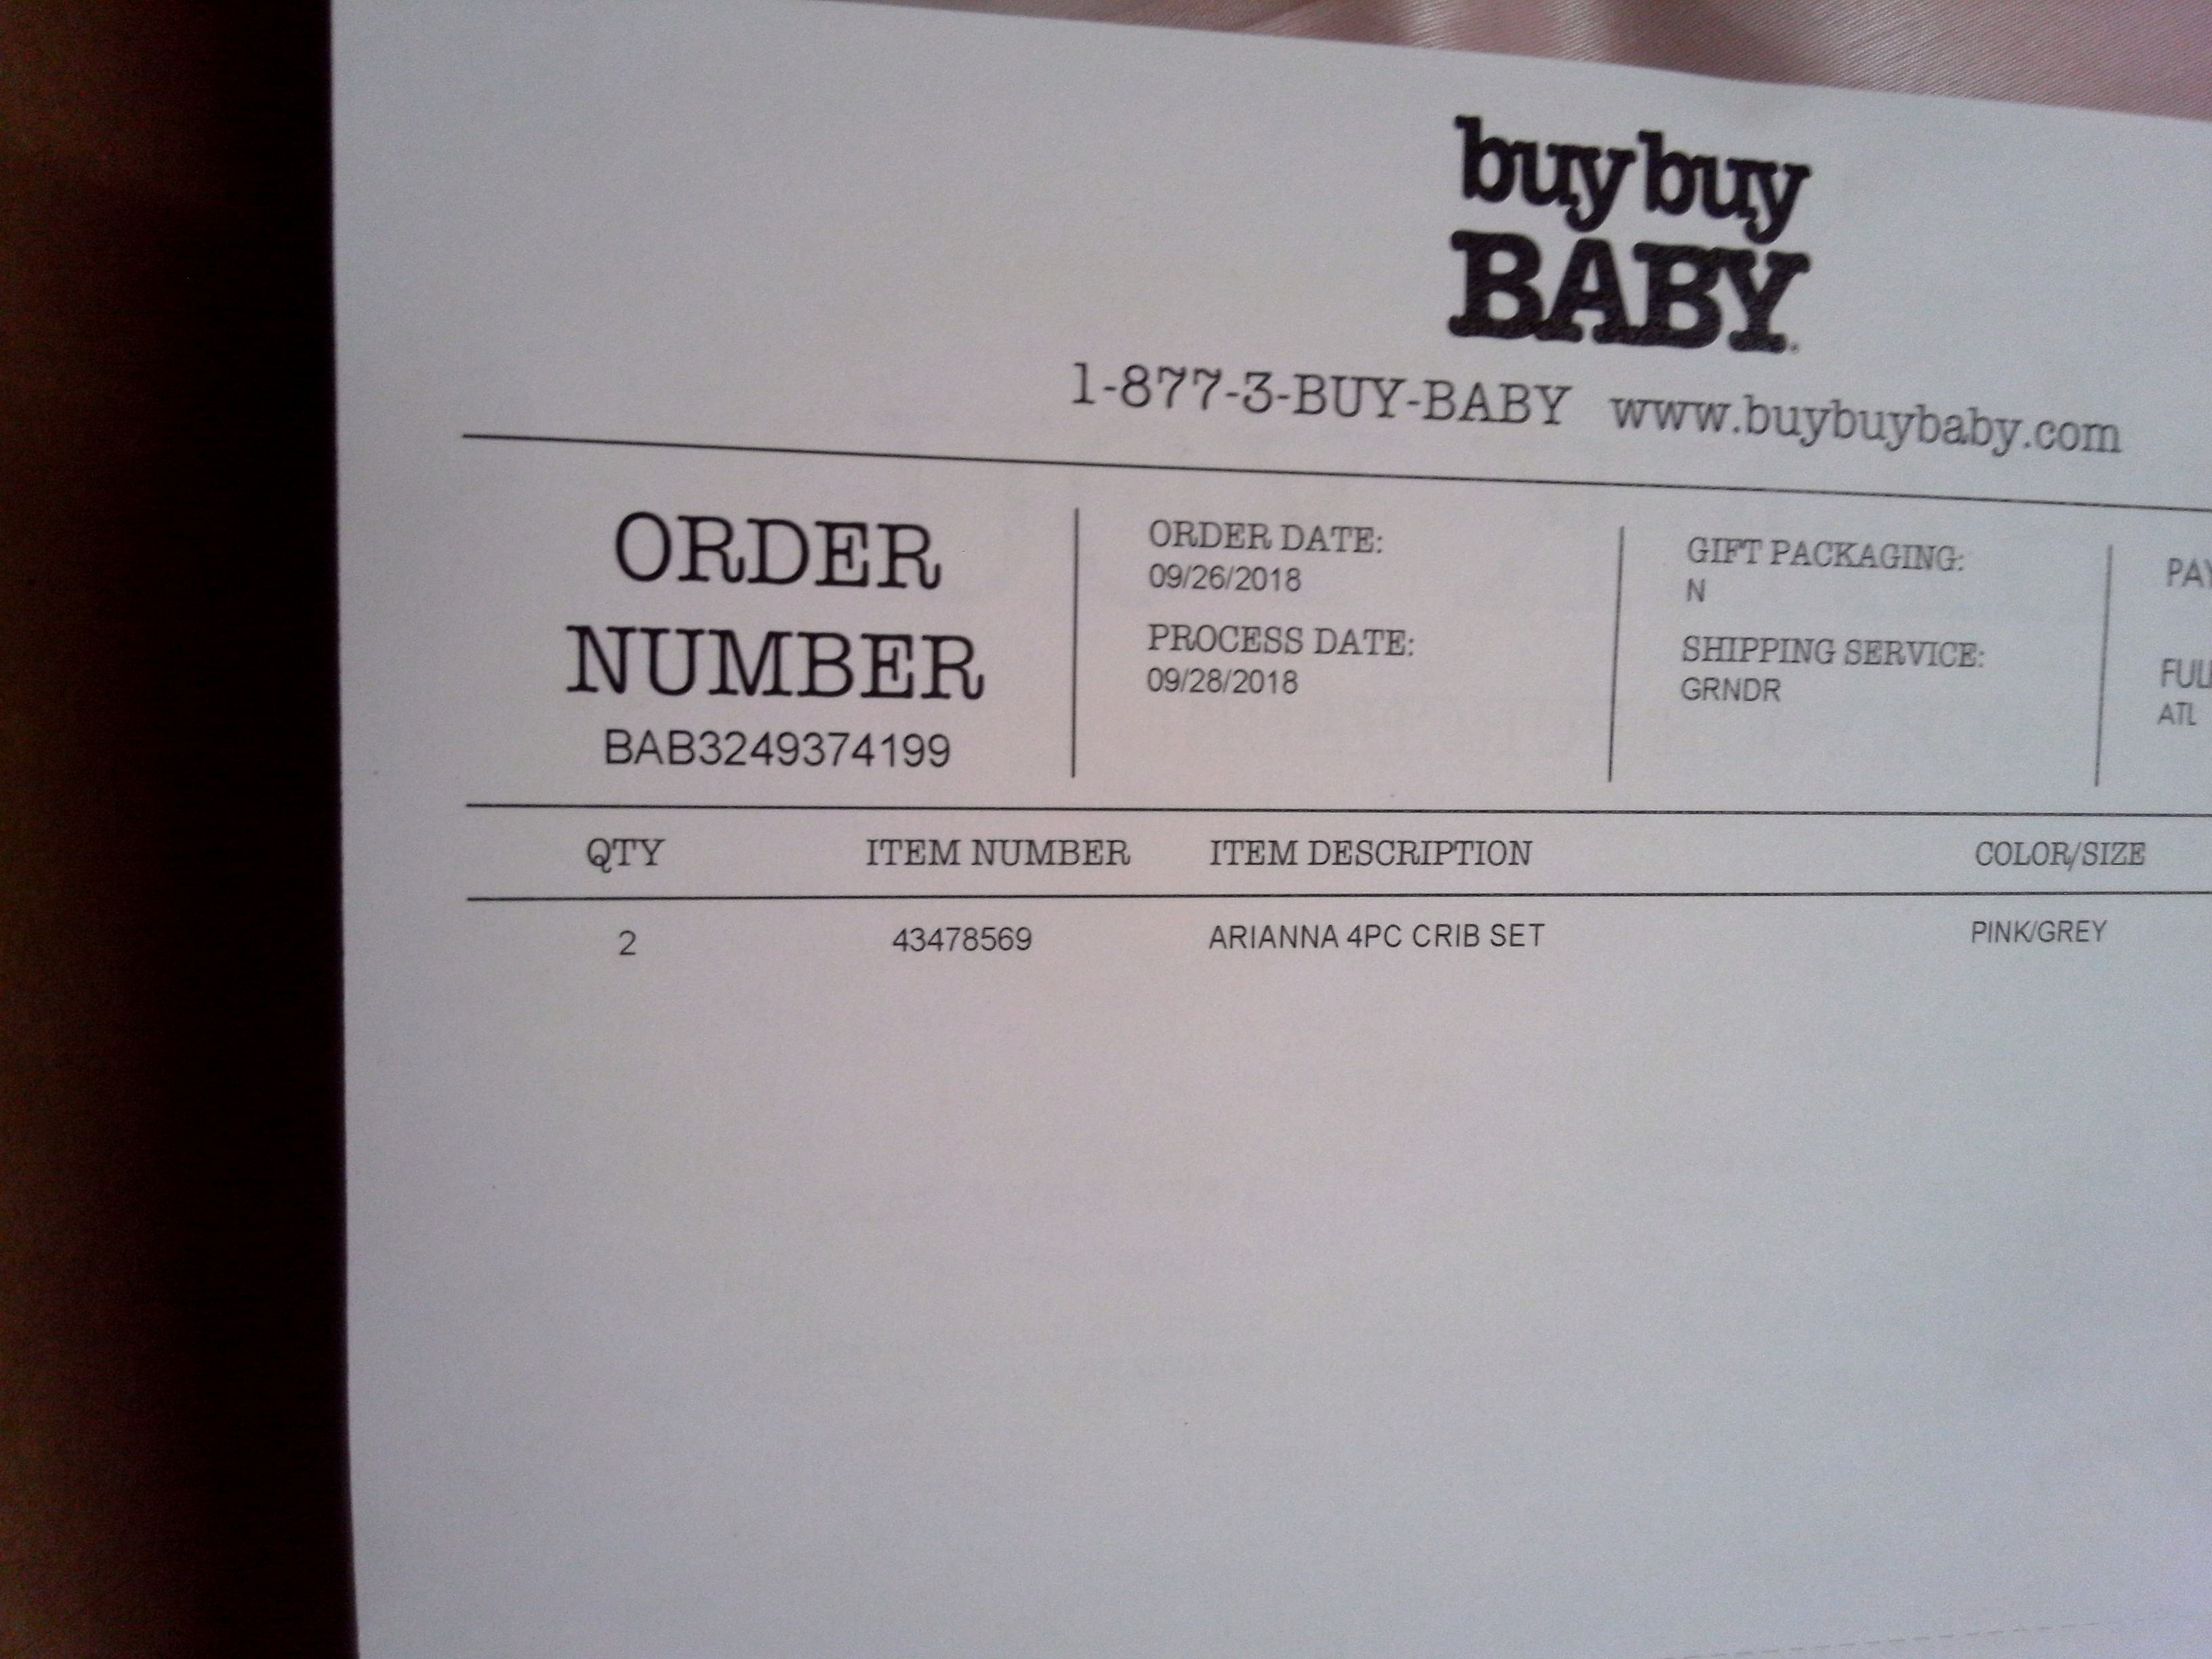 buy buy
BABY
1-877-3-BUY-BABY www.buybuybaby.com
ORDER
NUMBER
BAB3249374199
ORDER DATE:
09/26/2018
PROCESS DATE:
09/28/2018
GIFT PACKAGING:
N
SHIPPING SERVICE:
GRNDR
ATL
QTY ITEM NUMBER ITEM DESCRIPTION COLOR/SIZE
2 43478569 ARIANNA 4PC CRIB SET PINK/GREY